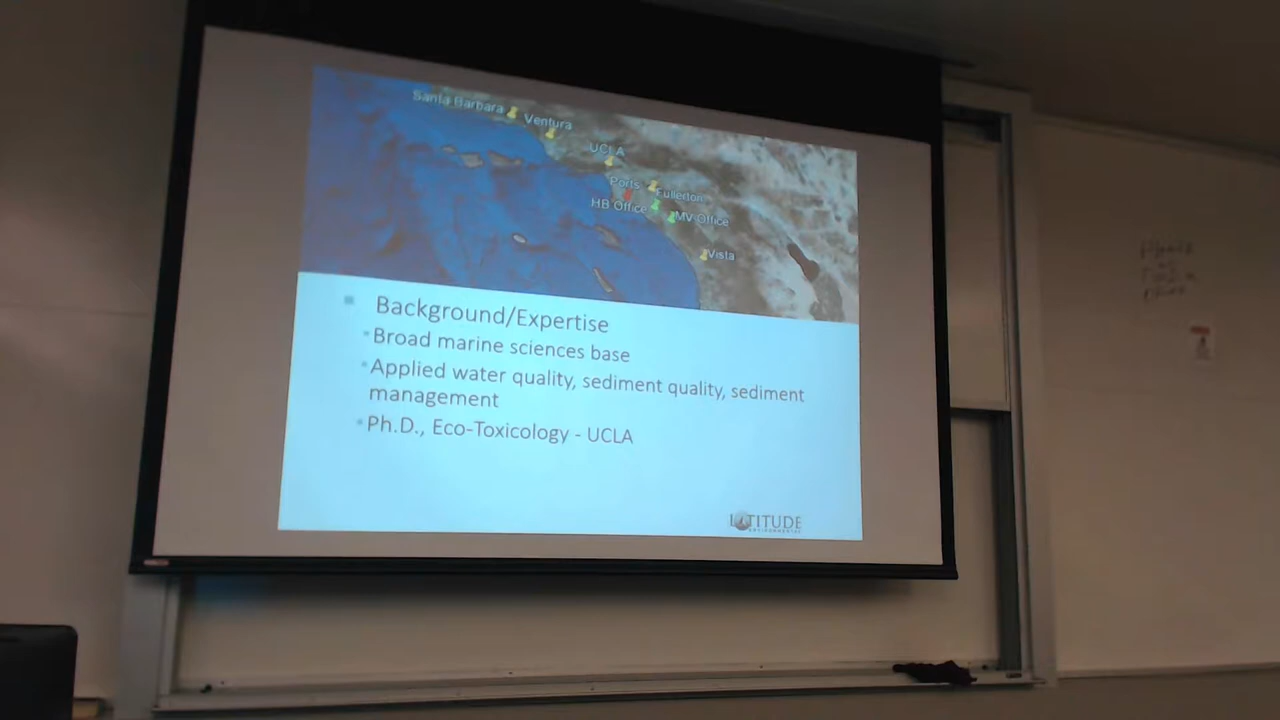 Santa Barbara
Ventura
UCLA
Ports
Fullerton
HB Office
MV Office
Vista
Background/Expertise
Broad marine sciences base
Applied water quality, sediment quality, sediment
management
Ph.D., Eco-Toxicology - UCLA
LATITUDE
ENVIRONMENTAL